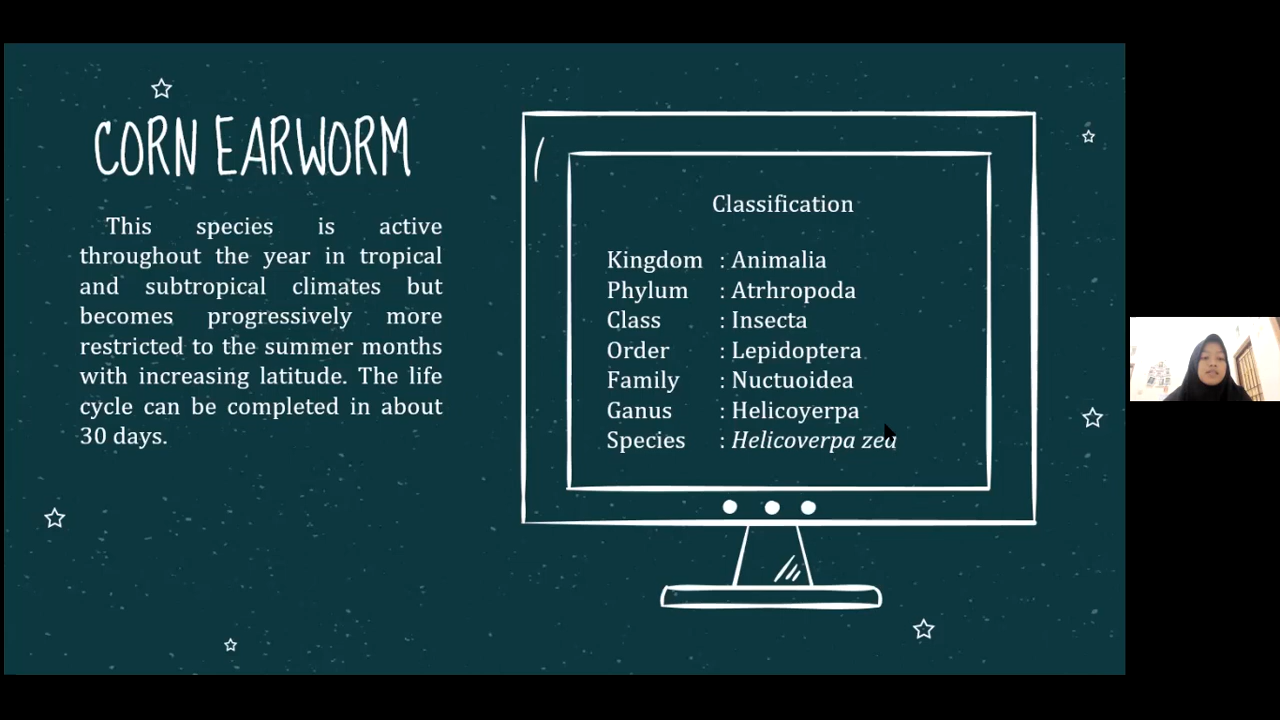 CORN EARWORM
This species is active
throughout the year in tropical
and subtropical climates but
becomes progressively more
restricted to the summer months
with increasing latitude. The life
cycle can be completed in about
30 days.
Classification
Kingdom : Animalia
Phylum : Atrhropoda
Class : Insecta
Order : Lepidoptera
Family : Nuctuoidea
Ganus : Helicoyerpa
Species : Helicoverpa zea